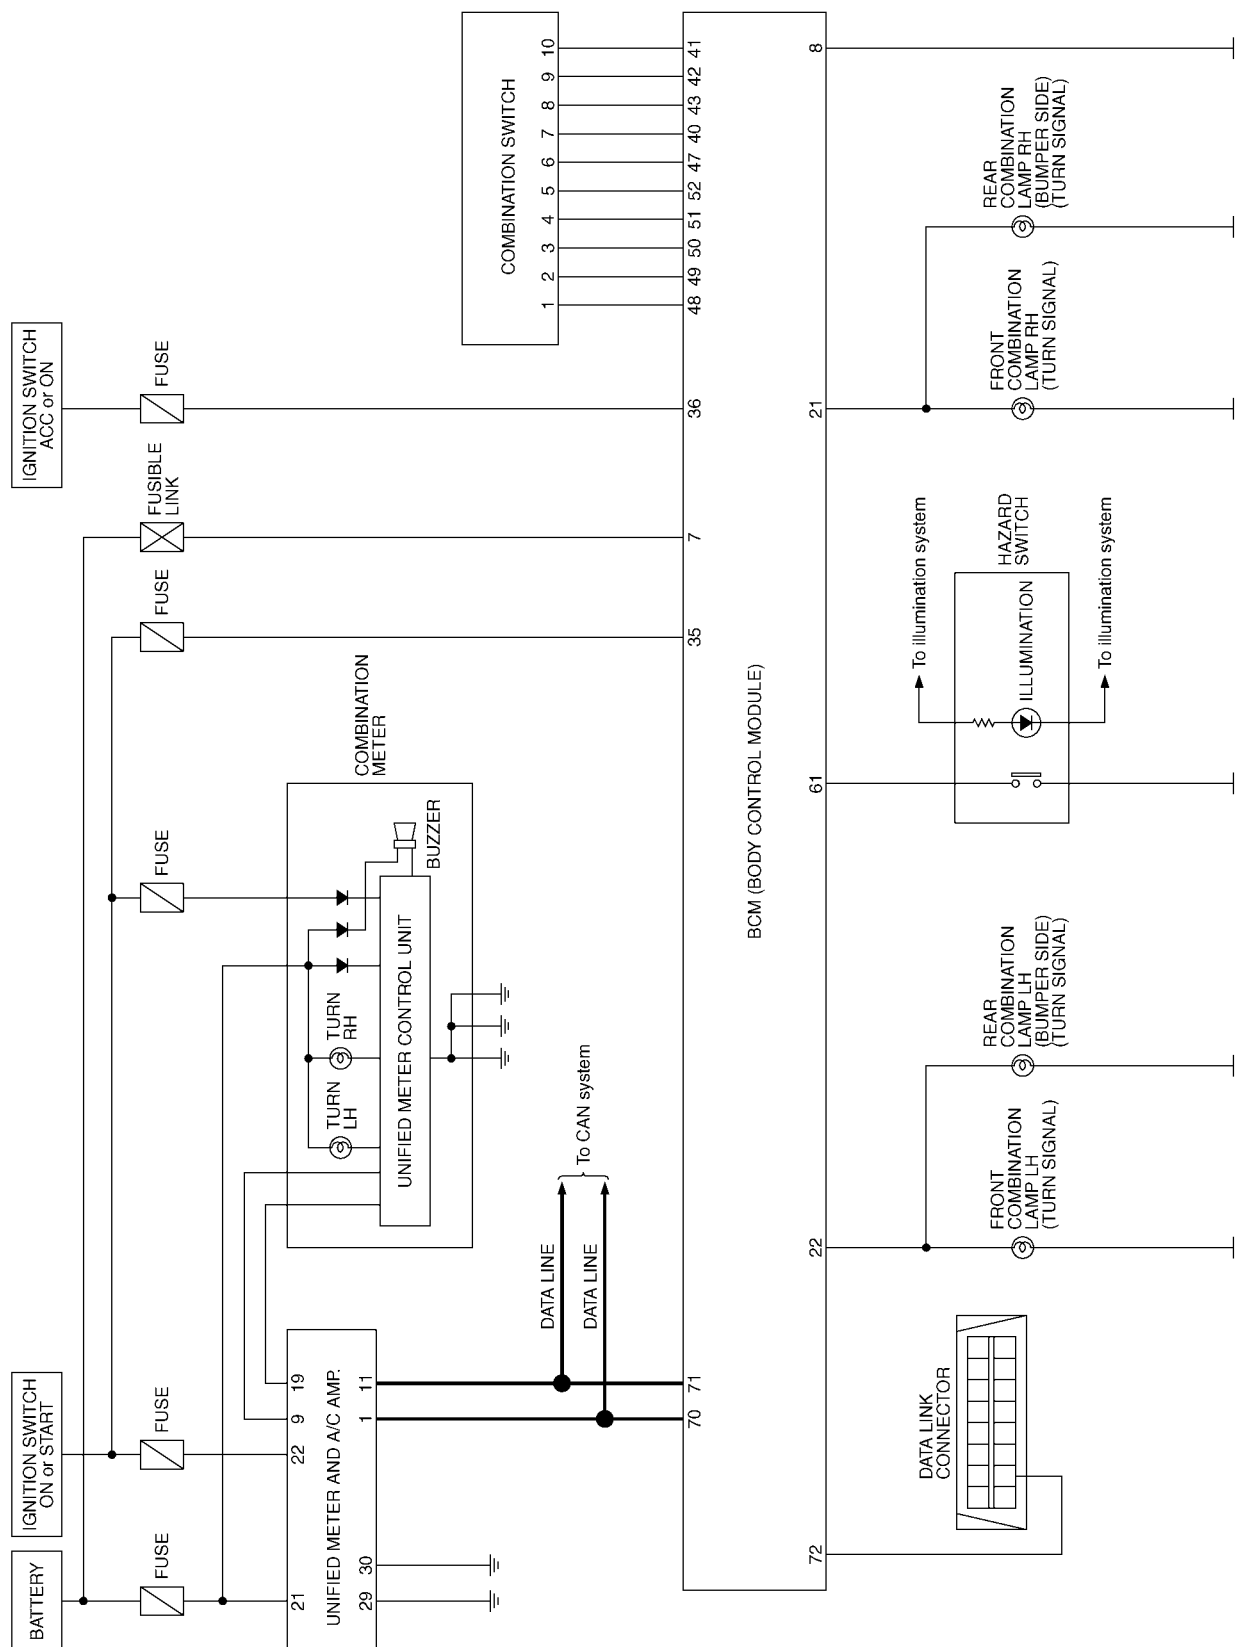 BATTERY
IGNITION SWITCH
ON or START
IGNITION SWITCH
ACC or ON
FUSE
FUSE
FUSE
FUSE
FUSIBLE
LINK
FUSE
21
22
9
19
UNIFIED METER AND A/C AMP.
29
30
1
11
COMBINATION
METER
TURN
LH
TURN
RH
UNIFIED METER CONTROL UNIT
BUZZER
DATA LINE
DATA LINE
To CAN system
COMBINATION SWITCH
1
2
3
4
5
6
7
8
9
10
70
71
35
7
36
48
49
50
51
52
47
40
43
42
41
BCM (BODY CONTROL MODULE)
72
22
61
21
8
DATA LINK
CONNECTOR
FRONT
COMBINATION
LAMP LH
(TURN SIGNAL)
REAR
COMBINATION
LAMP LH
(BUMPER SIDE)
(TURN SIGNAL)
To illumination system
HAZARD
SWITCH
ILLUMINATION
To illumination system
FRONT
COMBINATION
LAMP RH
(TURN SIGNAL)
REAR
COMBINATION
LAMP RH
(BUMPER SIDE)
(TURN SIGNAL)